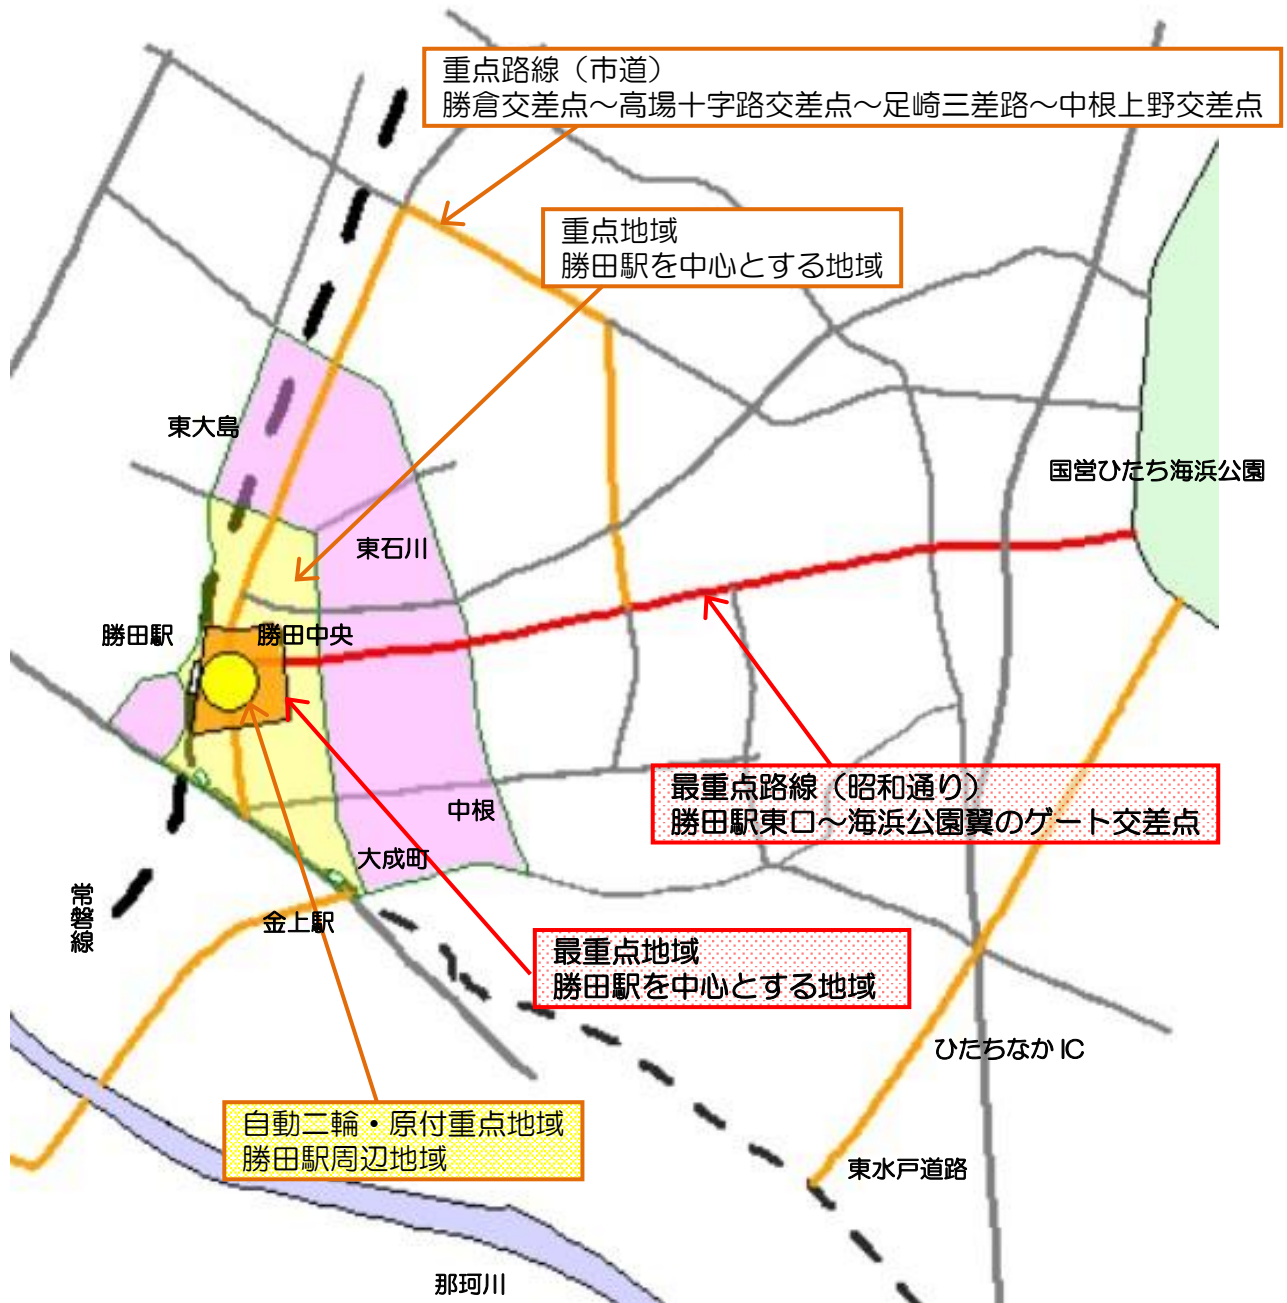 重点路線（市道）
勝倉交差点～高場十字路交差点～足崎三差路～中根上野交差点
重点地域
勝田駅を中心とする地域
東大島
国営ひたち海浜公園
東石川
勝田駅
勝田中央
最重点路線（昭和通り）
勝田駅東口～海浜公園翼のゲート交差点
中根
大成町
常磐線
金上駅
最重点地域
勝田駅を中心とする地域
ひたちなかIC
自動二輪・原付重点地域
勝田駅周辺地域
東水戸道路
那珂川